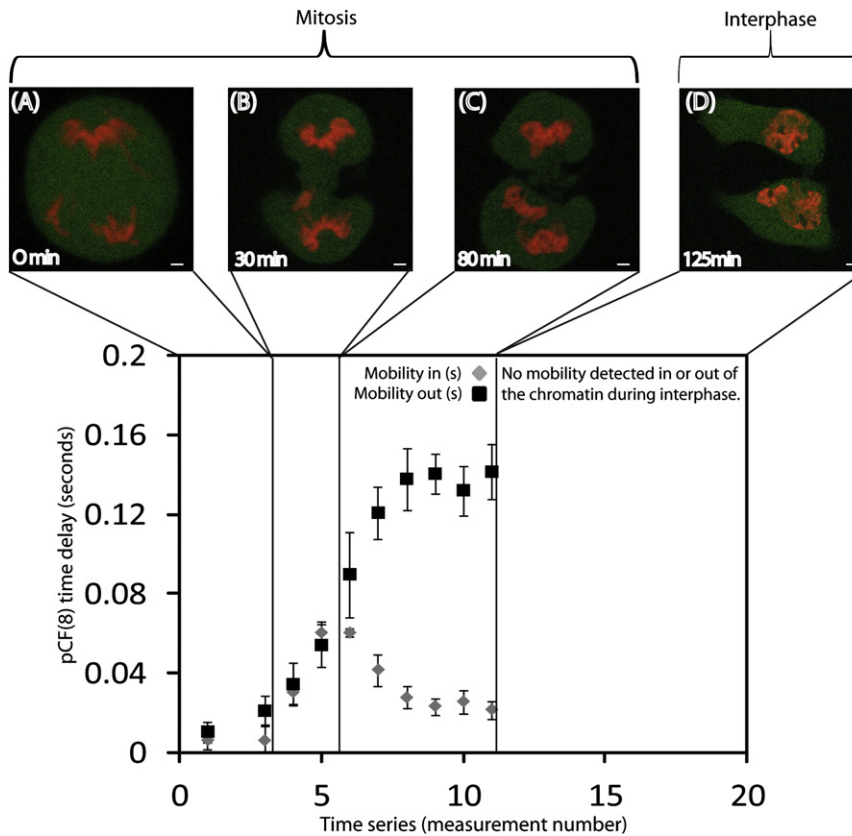 Mitosis
Interphase
(A)
(B)
(C)
(D)
0 min
30 min
80 min
125min
0.2
0.16
0.12
0.08
0.04
0
pCF(8) time delay (seconds)
Mobility in (s)
Mobility out (s)
No mobility detected in or out of
the chromatin during interphase.
0
5
10
15
20
Time series (measurement number)